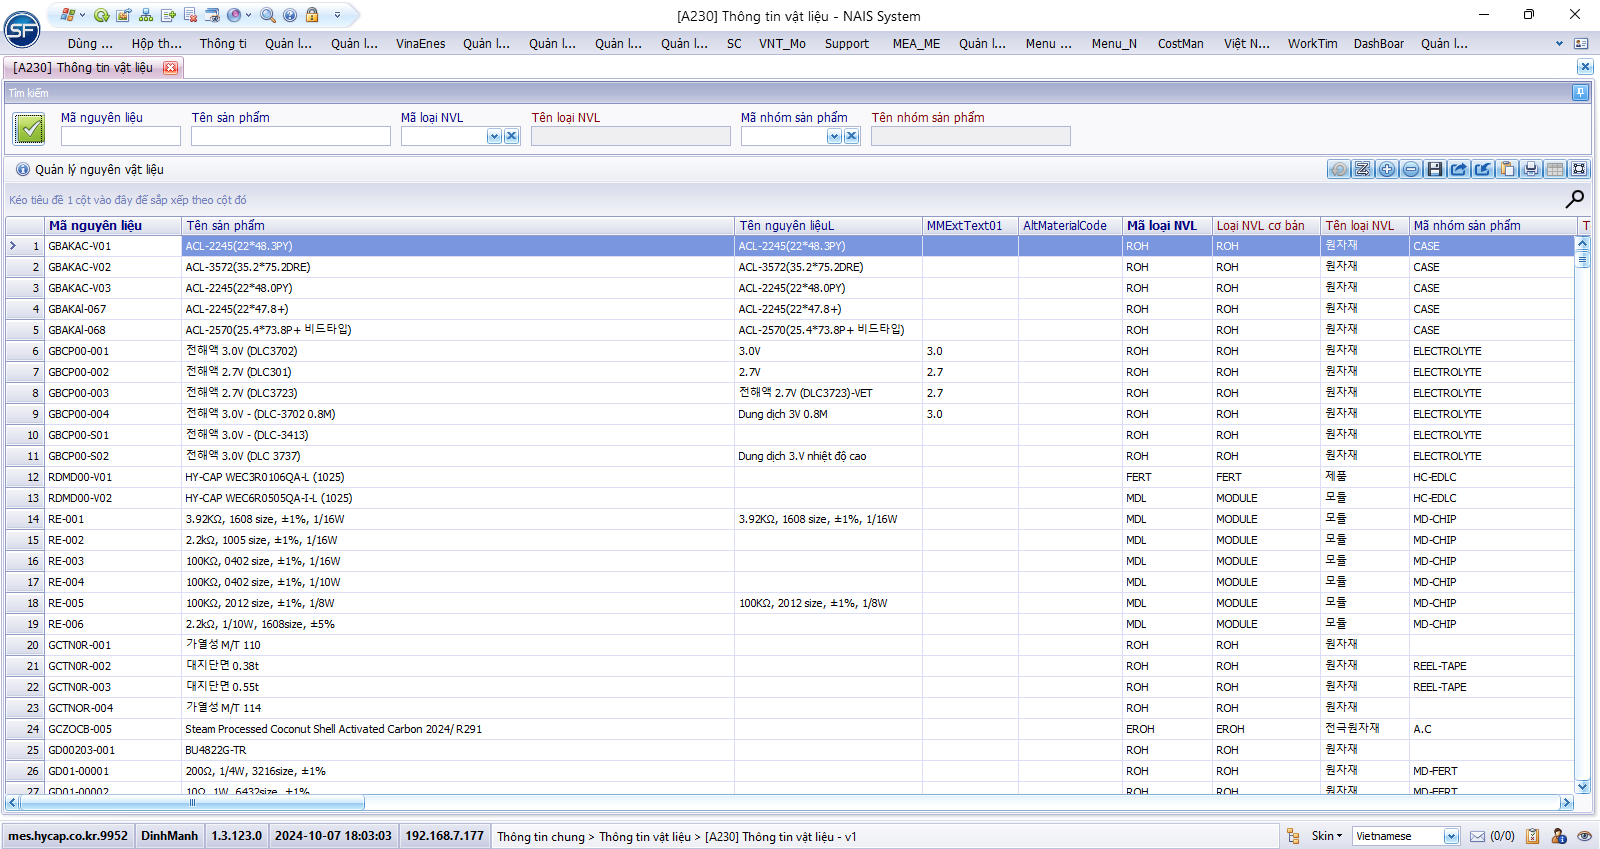 [A230] Thông tin vật liệu - NAIS System
SF
Dùng ... Hộp th... Thông ti Quản l... Quản l... VinaEnes Quản l... Quản l... Quản l... Quản l... SC VNT_Mo Support MEA_ME Quản l... Menu ... Menu_N CostMan Việt N... WorkTim DashBoar Quản l...
[A230] Thông tin vật liệu
Tìm kiếm
Mã nguyên liệu Tên sản phẩm Mã loại NVL Tên loại NVL Mã nhóm sản phẩm Tên nhóm sản phẩm
Quản lý nguyên vật liệu
Kéo tiêu đề 1 cột vào đây để sắp xếp theo cột đó
Mã nguyên liệu Tên sản phẩm Tên nguyên liệuL MMExtText01 AltMaterialCode Mã loại NVL Loại NVL cơ bản Tên loại NVL Mã nhóm sản phẩm T
1 GBAKAC-V01 ACL-2245(22*48.3PY) ACL-2245(22*48.3PY) ROH ROH 원자재 CASE
2 GBAKAC-V02 ACL-3572(35.2*75.2DRE) ACL-3572(35.2*75.2DRE) ROH ROH 원자재 CASE
3 GBAKAC-V03 ACL-2245(22*48.0PY) ACL-2245(22*48.0PY) ROH ROH 원자재 CASE
4 GBAKAl-067 ACL-2245(22*47.8+) ACL-2245(22*47.8+) ROH ROH 원자재 CASE
5 GBAKAl-068 ACL-2570(25.4*73.8P+ 비드타입) ACL-2570(25.4*73.8P+ 비드타입) ROH ROH 원자재 CASE
6 GBCP00-001 전해액 3.0V (DLC3702) 3.0V 3.0 ROH ROH 원자재 ELECTROLYTE
7 GBCP00-002 전해액 2.7V (DLC301) 2.7V 2.7 ROH ROH 원자재 ELECTROLYTE
8 GBCP00-003 전해액 2.7V (DLC3723) 전해액 2.7V (DLC3723)-VET 2.7 ROH ROH 원자재 ELECTROLYTE
9 GBCP00-004 전해액 3.0V - (DLC-3702 0.8M) Dung dịch 3V 0.8M 3.0 ROH ROH 원자재 ELECTROLYTE
10 GBCP00-S01 전해액 3.0V - (DLC-3413) ROH ROH 원자재 ELECTROLYTE
11 GBCP00-S02 전해액 3.0V (DLC 3737) Dung dịch 3.V nhiệt độ cao ROH ROH 원자재 ELECTROLYTE
12 RDMD00-V01 HY-CAP WEC3R0106QA-L (1025) FERT FERT 제품 HC-EDLC
13 RDMD00-V02 HY-CAP WEC6R0505QA-I-L (1025) MDL MODULE 모듈 HC-EDLC
14 RE-001 3.92KΩ, 1608 size, ±1%, 1/16W 3.92KΩ, 1608 size, ±1%, 1/16W MDL MODULE 모듈 MD-CHIP
15 RE-002 2.2kΩ, 1005 size, ±1%, 1/16W MDL MODULE 모듈 MD-CHIP
16 RE-003 100KΩ, 0402 size, ±1%, 1/16W MDL MODULE 모듈 MD-CHIP
17 RE-004 100KΩ, 0402 size, ±1%, 1/10W MDL MODULE 모듈 MD-CHIP
18 RE-005 100KΩ, 2012 size, ±1%, 1/8W 100KΩ, 2012 size, ±1%, 1/8W MDL MODULE 모듈 MD-CHIP
19 RE-006 2.2kΩ, 1/10W, 1608size, ±5% MDL MODULE 모듈 MD-CHIP
20 GCTN0R-001 가열성 M/T 110 ROH ROH 원자재
21 GCTN0R-002 대지단면 0.38t ROH ROH 원자재 REEL-TAPE
22 GCTN0R-003 대지단면 0.55t ROH ROH 원자재 REEL-TAPE
23 GCTNOR-004 가열성 M/T 114 ROH ROH 원자재
24 GCZOCB-005 Steam Processed Coconut Shell Activated Carbon 2024/ R291 EROH EROH 전극원자재 A.C
25 GD00203-001 BU4822G-TR ROH ROH 원자재
26 GD01-00001 200Ω, 1/4W, 3216size, ±1% ROH ROH 원자재 MD-FERT
27 GD01-00002 10Ω, 1W, 6432size, ±1% ROH ROH 원자재 MD-FERT
mes.hycap.co.kr.9952 DinhManh 1.3.123.0 2024-10-07 18:03:03 192.168.7.177 Thông tin chung > Thông tin vật liệu > [A230] Thông tin vật liệu - v1 Skin Vietnamese (0/0)